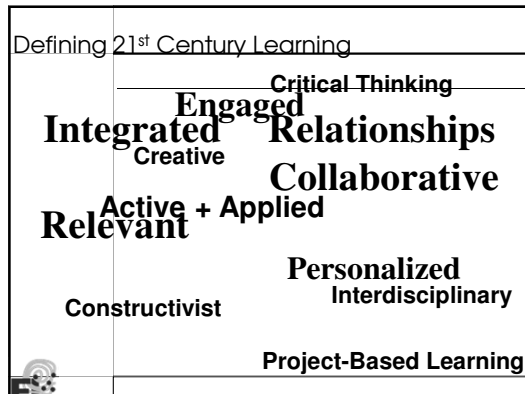 Defining 21st Century Learning
Critical Thinking
Engaged
Integrated Relationships
Creative
Collaborative
Active + Applied
Relevant
Personalized
Interdisciplinary
Constructivist
Project-Based Learning